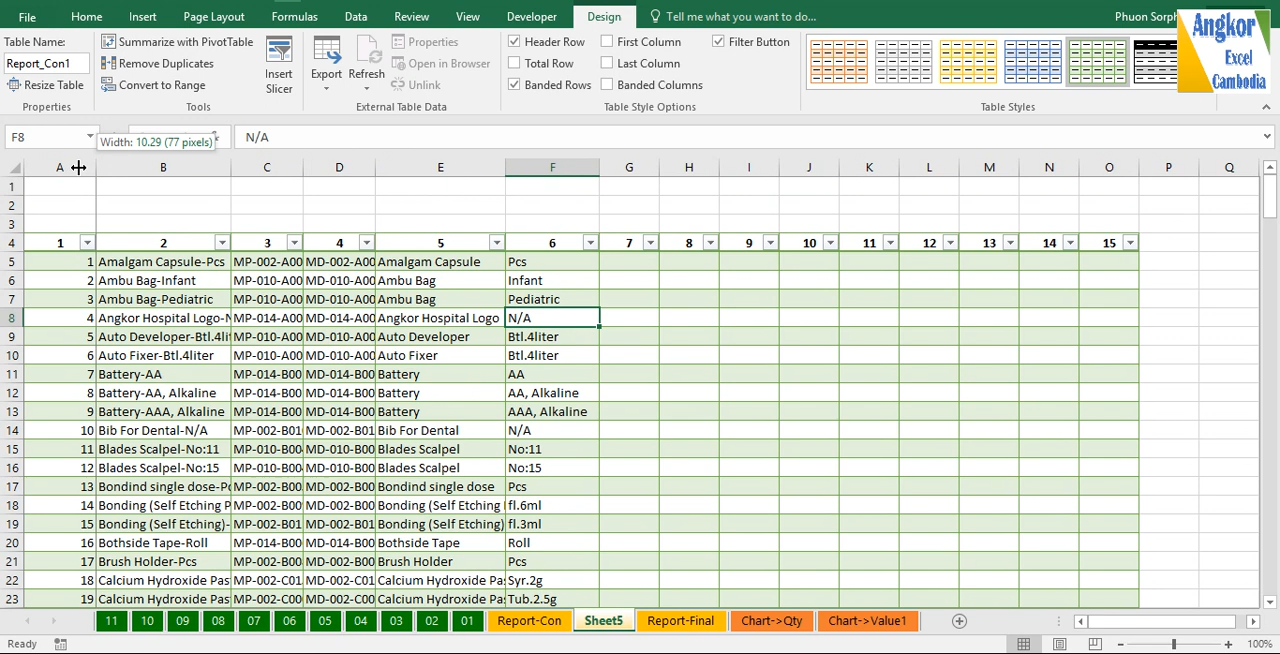 File Home Insert Page Layout Formulas Data Review View Developer Design Tell me what you want to do... Phuon Sorph
Angkor
Excel
Cambodia
Table Name:
Report_Con1
Resize Table
Properties
Summarize with PivotTable
Remove Duplicates
Convert to Range
Tools
Insert
Slicer
Export Refresh
Properties
Open in Browser
Unlink
External Table Data
Header Row First Column Filter Button
Total Row Last Column
Banded Rows Banded Columns
Table Style Options
Table Styles
F8 N/A
Width: 10.29 (77 pixels)
A B C D E F G H I J K L M N O P Q
1
2
3
4 1 2 3 4 5 6 7 8 9 10 11 12 13 14 15
5 1 Amalgam Capsule-Pcs MP-002-A00 MD-002-A00 Amalgam Capsule Pcs
6 2 Ambu Bag-Infant MP-010-A00 MD-010-A00 Ambu Bag Infant
7 3 Ambu Bag-Pediatric MP-010-A00 MD-010-A00 Ambu Bag Pediatric
8 4 Angkor Hospital Logo-N MP-014-A00 MD-014-A00 Angkor Hospital Logo N/A
9 5 Auto Developer-Btl.4lit MP-010-A00 MD-010-A00 Auto Developer Btl.4liter
10 6 Auto Fixer-Btl.4liter MP-010-A00 MD-010-A00 Auto Fixer Btl.4liter
11 7 Battery-AA MP-014-B00 MD-014-B00 Battery AA
12 8 Battery-AA, Alkaline MP-014-B00 MD-014-B00 Battery AA, Alkaline
13 9 Battery-AAA, Alkaline MP-014-B00 MD-014-B00 Battery AAA, Alkaline
14 10 Bib For Dental-N/A MP-002-B01 MD-002-B01 Bib For Dental N/A
15 11 Blades Scalpel-No:11 MP-010-B00 MD-010-B00 Blades Scalpel No:11
16 12 Blades Scalpel-No:15 MP-010-B00 MD-010-B00 Blades Scalpel No:15
17 13 Bondind single dose-Pc MP-002-B00 MD-002-B00 Bondind single dose Pcs
18 14 Bonding (Self Etching P MP-002-B00 MD-002-B00 Bonding (Self Etching fl.6ml
19 15 Bonding (Self Etching)- MP-002-B01 MD-002-B01 Bonding (Self Etching) fl.3ml
20 16 Bothside Tape-Roll MP-014-B00 MD-014-B00 Bothside Tape Roll
21 17 Brush Holder-Pcs MP-002-B00 MD-002-B00 Brush Holder Pcs
22 18 Calcium Hydroxide Pas MP-002-C01 MD-002-C01 Calcium Hydroxide Pas Syr.2g
23 19 Calcium Hydroxide Pas MP-002-C00 MD-002-C00 Calcium Hydroxide Pas Tub.2.5g
11 10 09 08 07 06 05 04 03 02 01 Report-Con Sheet5 Report-Final Chart->Qty Chart->Value1
Ready 100%